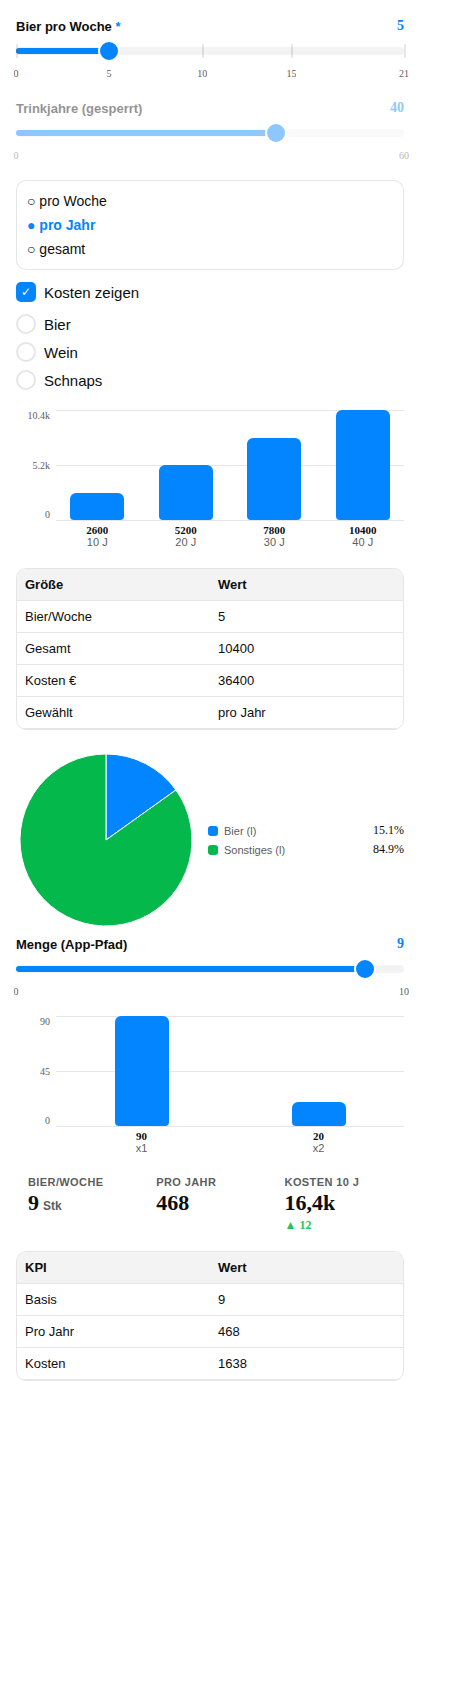 Bier pro Woche * 5
0 5 10 15 21
Trinkjahre (gesperrt) 40
0 60
○ pro Woche
● pro Jahr
○ gesamt
✓ Kosten zeigen
Bier
Wein
Schnaps
10.4k
5.2k
0
2600 5200 7800 10400
10 J 20 J 30 J 40 J
Größe Wert
Bier/Woche 5
Gesamt 10400
Kosten € 36400
Gewählt pro Jahr
Bier (l) 15.1%
Sonstiges (l) 84.9%
Menge (App-Pfad) 9
0 10
90
45
0
90 20
x1 x2
BIER/WOCHE PRO JAHR KOSTEN 10 J
9 Stk 468 16,4k
▲ 12
KPI Wert
Basis 9
Pro Jahr 468
Kosten 1638